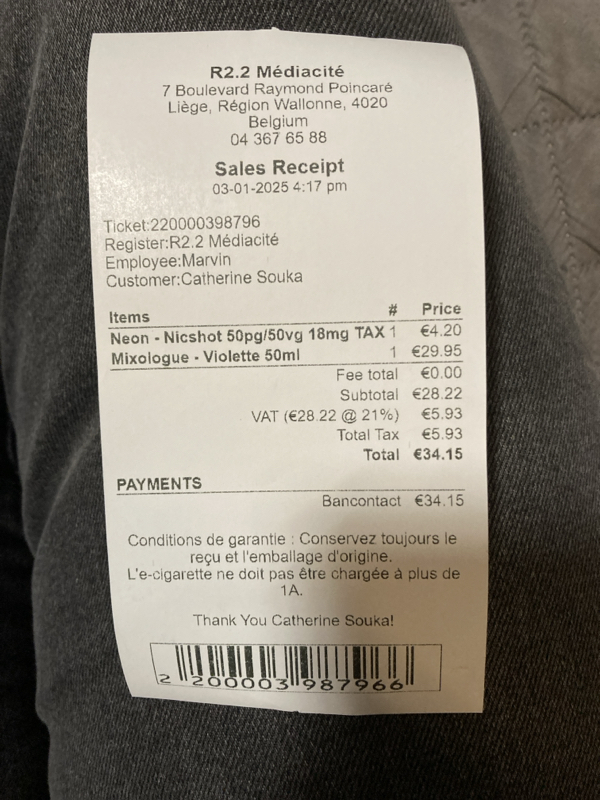 R2.2 Médiacité
7 Boulevard Raymond Poincaré
Liège, Région Wallonne, 4020
Belgium
04 367 65 88
Sales Receipt
03-01-2025 4:17 pm
Ticket:220000398796
Register:R2.2 Médiacité
Employee:Marvin
Customer:Catherine Souka
Items # Price
Neon - Nicshot 50pg/50vg 18mg TAX 1 €4.20
Mixologue - Violette 50ml 1 €29.95
Fee total €0.00
Subtotal €28.22
VAT (€28.22 @ 21%) €5.93
Total Tax €5.93
Total €34.15
PAYMENTS
Bancontact €34.15
Conditions de garantie : Conservez toujours le
reçu et l'emballage d'origine.
L'e-cigarette ne doit pas être chargée à plus de
1A.
Thank You Catherine Souka!
2 200003 987966